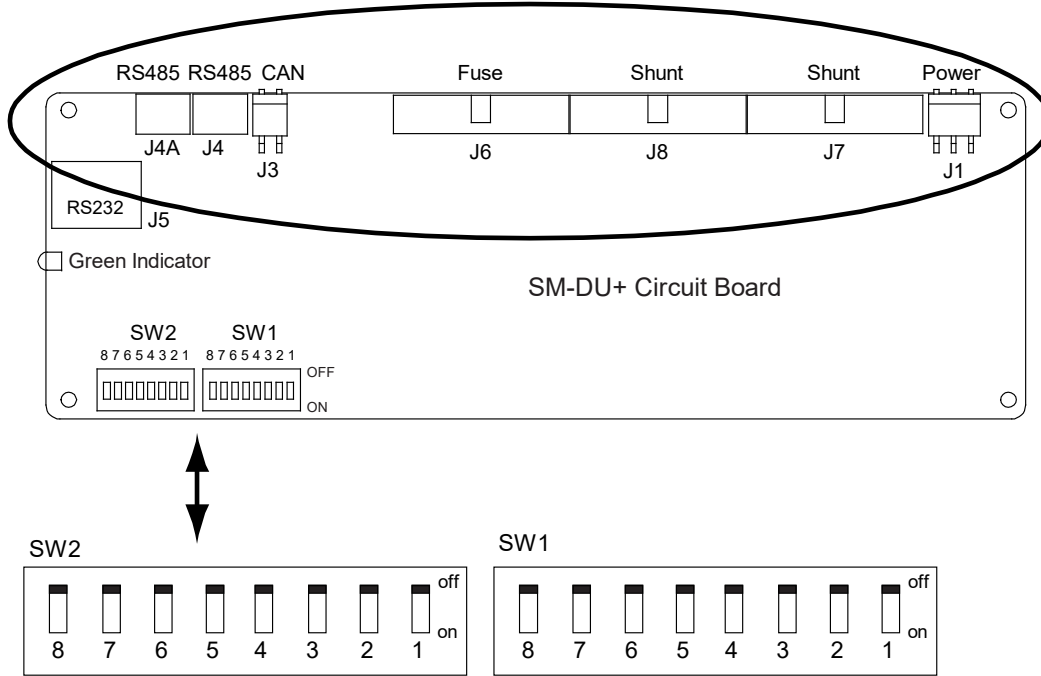 RS485 RS485 CAN Fuse Shunt Shunt Power
J4A J4 J3 J6 J8 J7 J1
RS232 J5
Green Indicator
SM-DU+ Circuit Board
SW2 SW1
8 7 6 5 4 3 2 1 8 7 6 5 4 3 2 1
OFF
ON
SW2 SW1
off off
on on
8 7 6 5 4 3 2 1 8 7 6 5 4 3 2 1